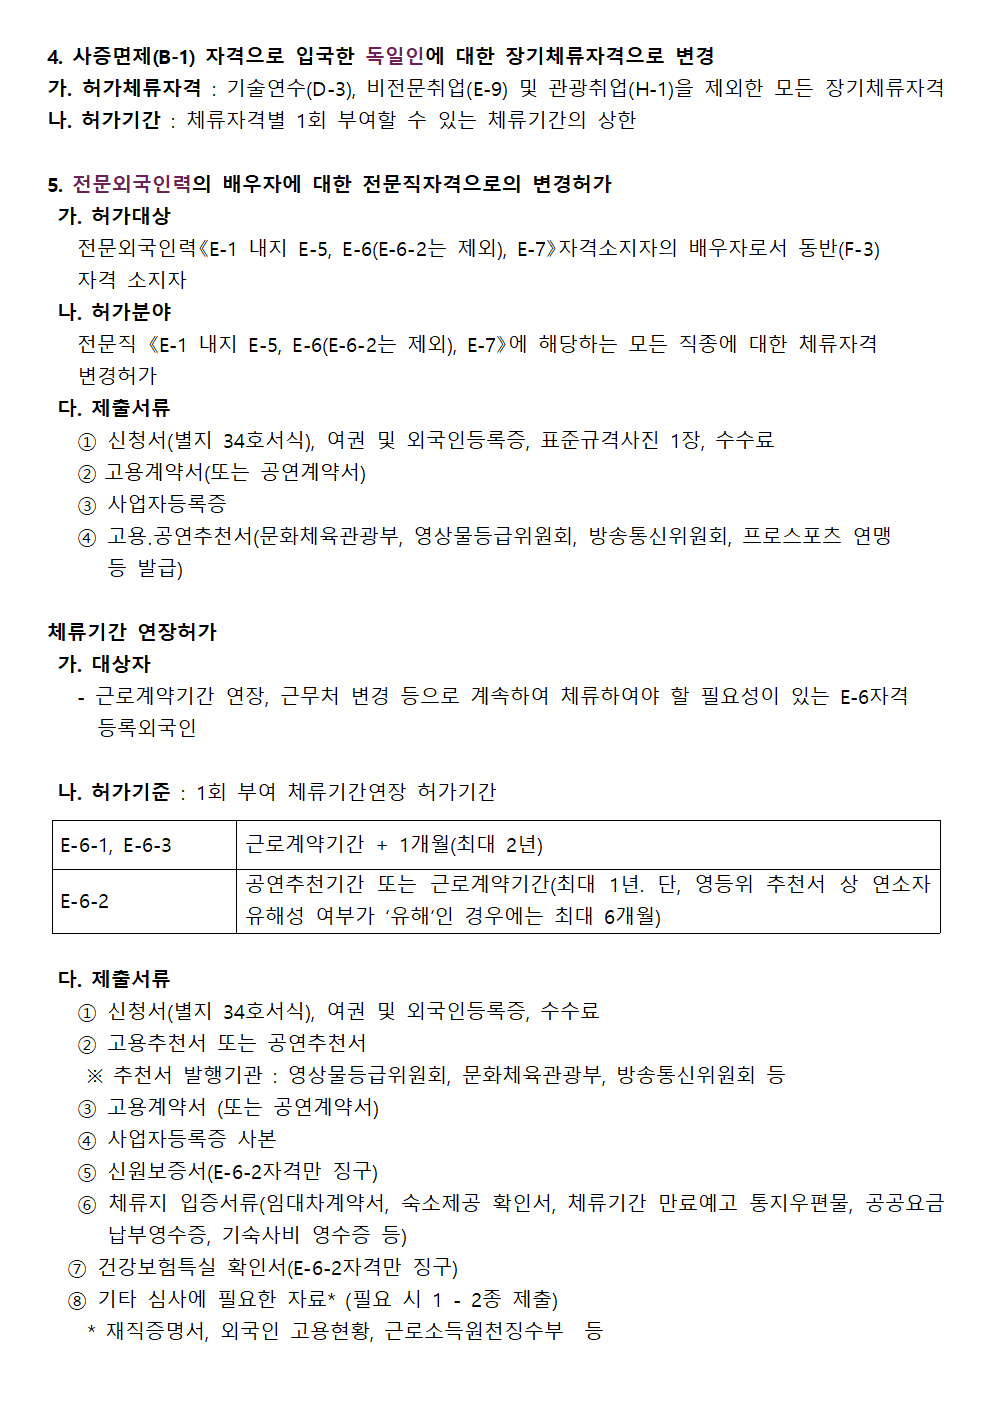 4. 사증면제(B-1) 자격으로 입국한 독일인에 대한 장기체류자격으로 변경
가. 허가체류자격 : 기술연수(D-3), 비전문취업(E-9) 및 관광취업(H-1)을 제외한 모든 장기체류자격
나. 허가기간 : 체류자격별 1회 부여할 수 있는 체류기간의 상한
5. 전문외국인력의 배우자에 대한 전문직자격으로의 변경허가
가. 허가대상
전문외국인력《E-1 내지 E-5, E-6(E-6-2는 제외), E-7》자격소지자의 배우자로서 동반(F-3)
자격 소지자
나. 허가분야
전문직 《E-1 내지 E-5, E-6(E-6-2는 제외), E-7》에 해당하는 모든 직종에 대한 체류자격
변경허가
다. 제출서류
① 신청서(별지 34호서식), 여권 및 외국인등록증, 표준규격사진 1장, 수수료
② 고용계약서(또는 공연계약서)
③ 사업자등록증
④ 고용.공연추천서(문화체육관광부, 영상물등급위원회, 방송통신위원회, 프로스포츠 연맹
등 발급)
체류기간 연장허가
가. 대상자
- 근로계약기간 연장, 근무처 변경 등으로 계속하여 체류하여야 할 필요성이 있는 E-6자격
등록외국인
나. 허가기준 : 1회 부여 체류기간연장 허가기간
E-6-1, E-6-3 근로계약기간 + 1개월(최대 2년)
E-6-2 공연추천기간 또는 근로계약기간(최대 1년. 단, 영등위 추천서 상 연소자
유해성 여부가 ‘유해‘인 경우에는 최대 6개월)
다. 제출서류
① 신청서(별지 34호서식), 여권 및 외국인등록증, 수수료
② 고용추천서 또는 공연추천서
※ 추천서 발행기관 : 영상물등급위원회, 문화체육관광부, 방송통신위원회 등
③ 고용계약서 (또는 공연계약서)
④ 사업자등록증 사본
⑤ 신원보증서(E-6-2자격만 징구)
⑥ 체류지 입증서류(임대차계약서, 숙소제공 확인서, 체류기간 만료예고 통지우편물, 공공요금
납부영수증, 기숙사비 영수증 등)
⑦ 건강보험득실 확인서(E-6-2자격만 징구)
⑧ 기타 심사에 필요한 자료* (필요 시 1 - 2종 제출)
* 재직증명서, 외국인 고용현황, 근로소득원천징수부 등